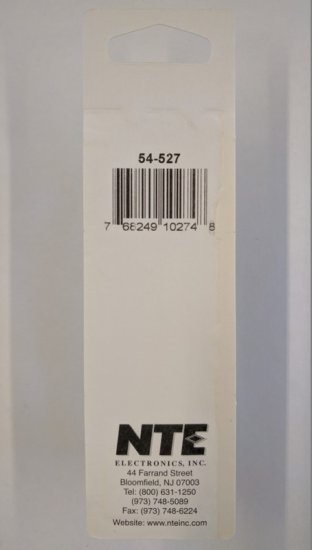 54-527
7 68249 10274 8
NTE
ELECTRONICS, INC.
44 Farrand Street
Bloomfield, NJ 07003
Tel: (800) 631-1250
(973) 748-5089
Fax: (973) 748-6224
Website: www.nteinc.com